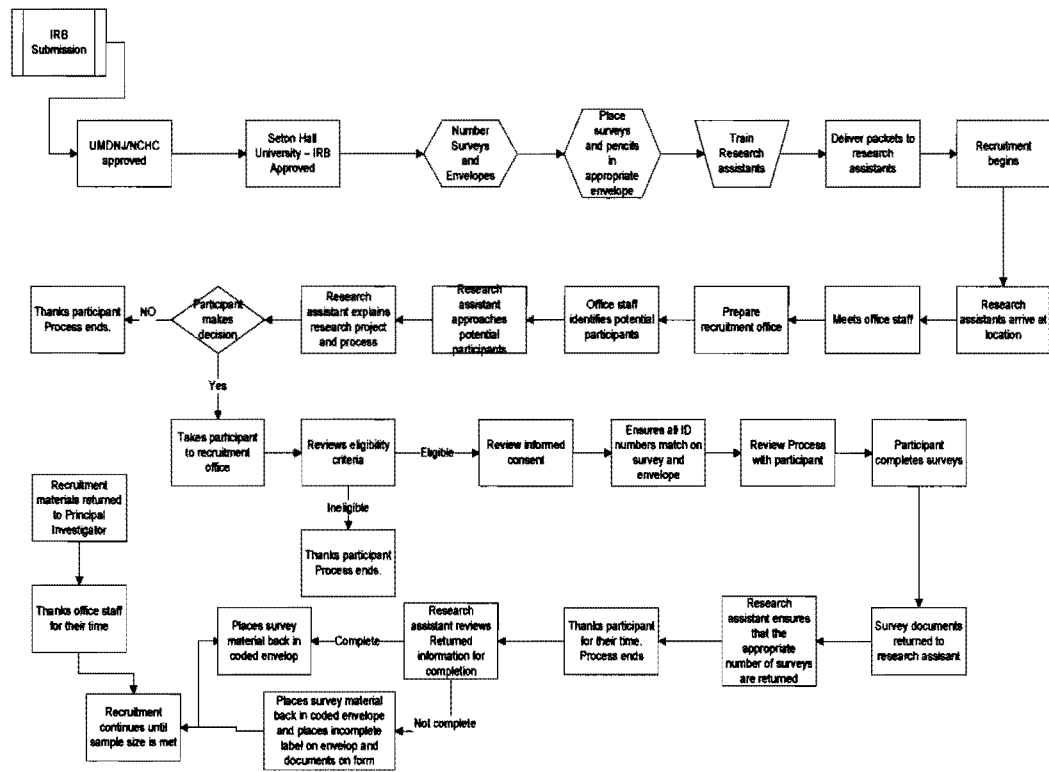 IRB
Submission
UMDNJ/NCHC
approved
Seton Hall
University – IRB
Approved
Number
Surveys
and
Envelopes
Place
surveys
and pencils
in
appropriate
envelope
Train
Research
assistants
Deliver packets to
research
assistants
Recruitment
begins
Thanks participant
Process ends.
NO
Participant
makes
decision
Research
assistant explains
research project
and process
Research
assistant
approaches
potential
participants
Office staff
identifies potential
participants
Prepare
recruitment office
Meets office staff
Research
assistants arrive at
location
Yes
Takes participant
to recruitment
office
Reviews eligibility
criteria
Eligible
Review informed
consent
Ensures all ID
numbers match on
survey and
envelope
Review Process
with participant
Participant
completes surveys
Recruitment
materials returned
to Principal
Investigator
Ineligible
Thanks participant
Process ends.
Thanks office staff
for their time
Places survey
material back in
coded envelop
Complete
Research
assistant reviews
Returned
information for
completion
Thanks participant
for their time.
Process ends
Research
assistant ensures
that the
appropriate
number of surveys
are returned
Survey documents
returned to
research assisant
Recruitment
continues until
sample size is met
Places survey material
back in coded envelope
and places incomplete
label on envelop and
documents on form
Not complete